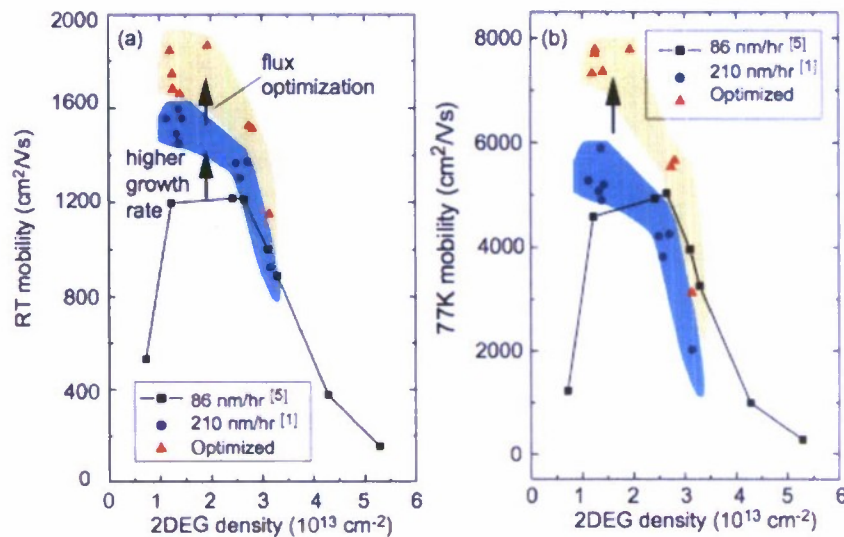 (a)
flux
optimization
higher
growth
rate
RT mobility (cm²/Vs)
2000
1600
1200
800
400
0
0 1 2 3 4 5 6
2DEG density (10¹³ cm⁻²)
86 nm/hr [5]
210 nm/hr [1]
Optimized
(b)
86 nm/hr [5]
210 nm/hr [1]
Optimized
77K mobility (cm²/Vs)
8000
6000
4000
2000
0
0 1 2 3 4 5 6
2DEG density (10¹³ cm⁻²)